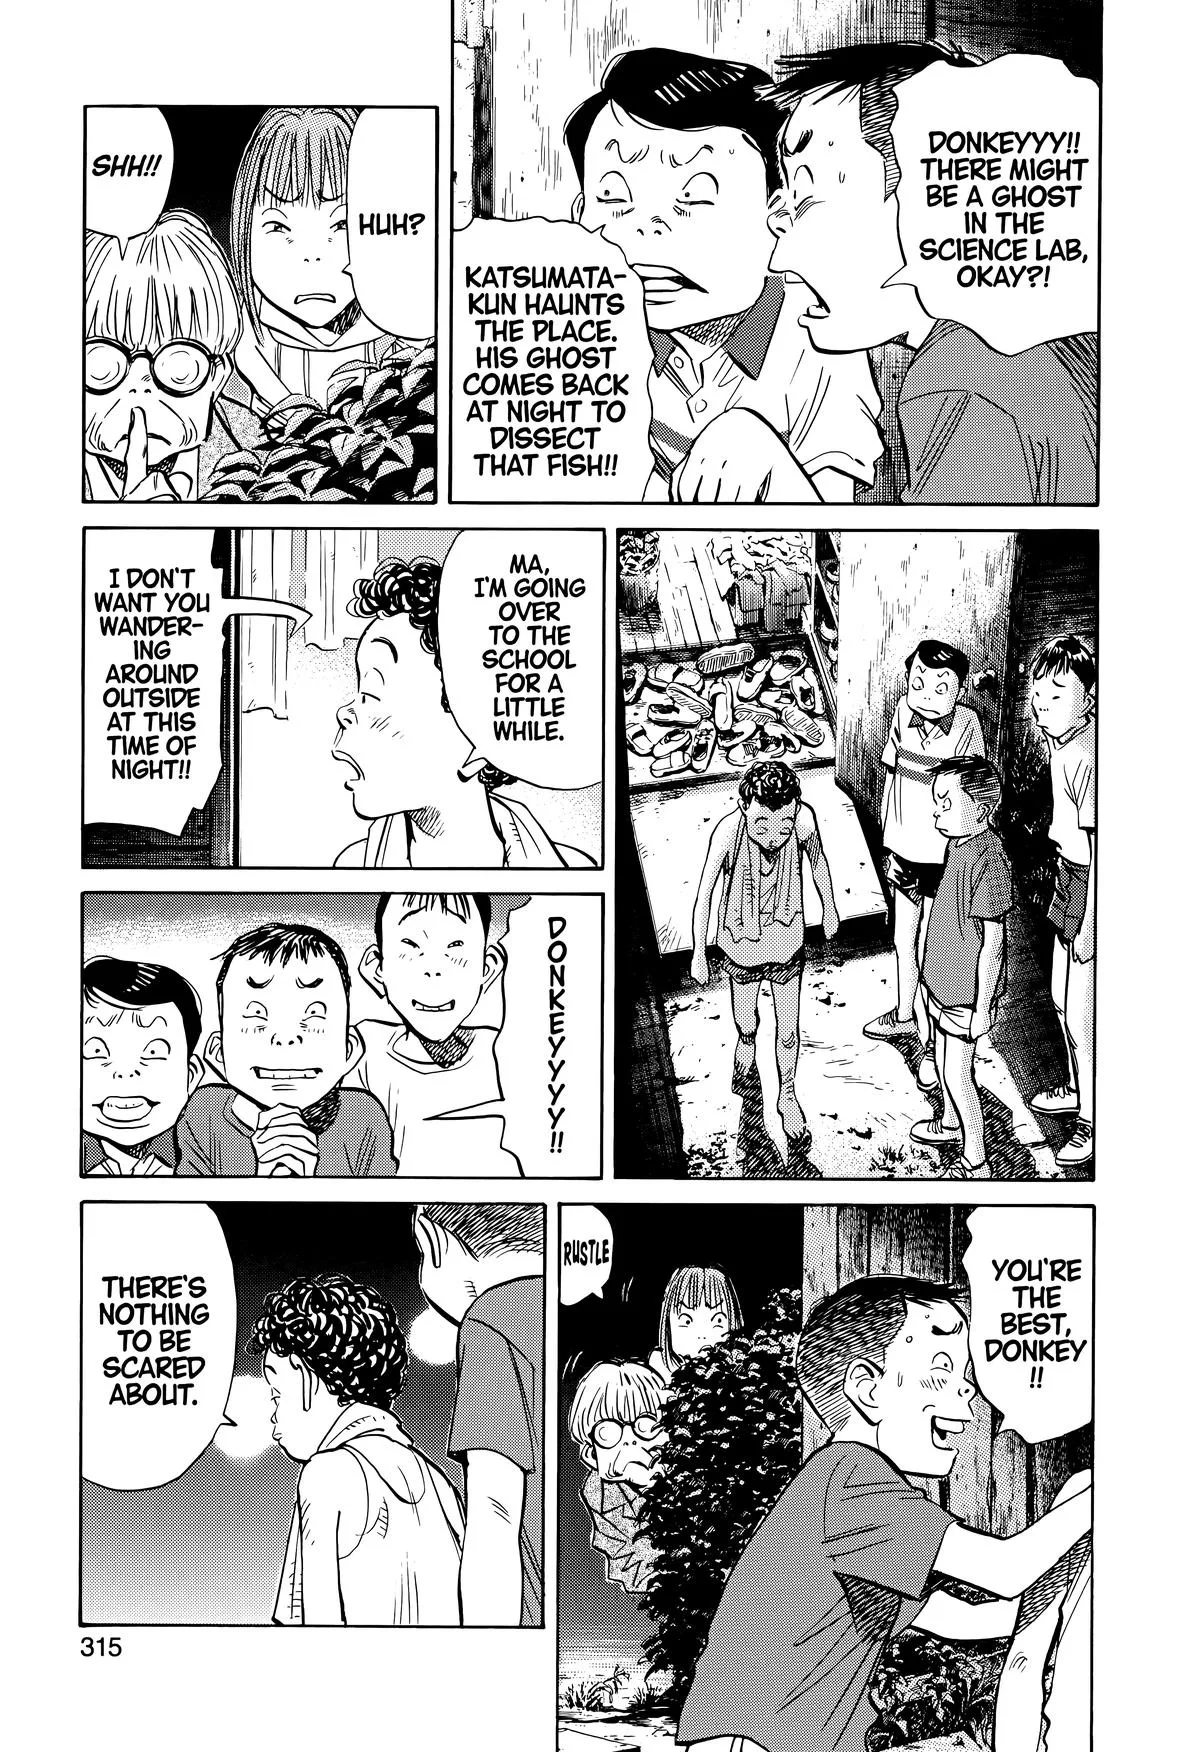 DONKEYYY!!
THERE MIGHT
BE A GHOST
IN THE
SCIENCE LAB,
OKAY?!
KATSUMATA-
KUN HAUNTS
THE PLACE.
HIS GHOST
COMES BACK
AT NIGHT TO
DISSECT
THAT FISH!!
HUH?
SHH!!
MA,
I'M GOING
OVER
TO THE
SCHOOL
FOR A
LITTLE
WHILE.
I DON'T
WANT YOU
WANDER-
ING
AROUND
OUTSIDE
AT THIS
TIME OF
NIGHT!!
DONKEYYYY!!
YOU'RE
THE
BEST,
DONKEY
!!
RUSTLE
THERE'S
NOTHING
TO BE
SCARED
ABOUT.
315